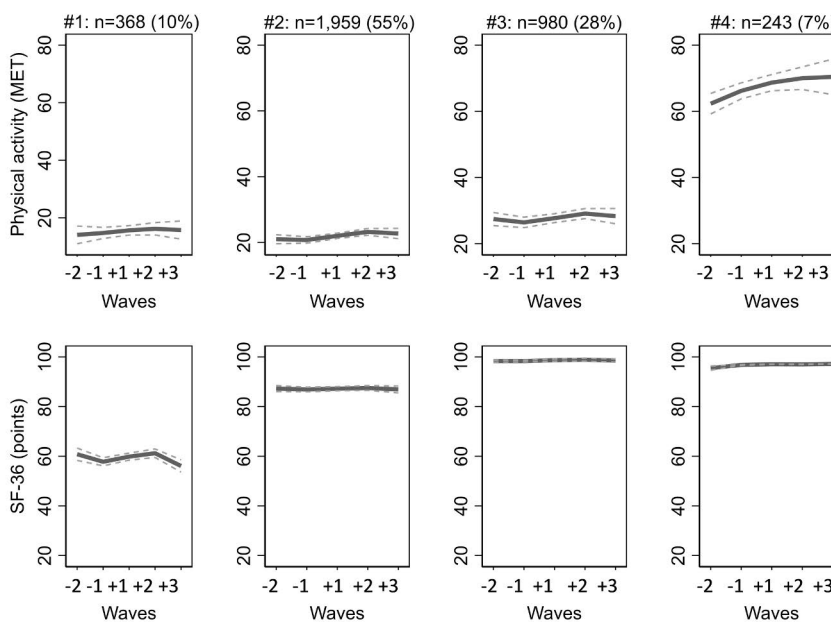 #1: n=368 (10%) #2: n=1,959 (55%) #3: n=980 (28%) #4: n=243 (7%
Physical activity (MET)
80 80 80 80
60 60 60 60
40 40 40 40
20 20 20 20
-2 -1 +1 +2 +3 -2 -1 +1 +2 +3 -2 -1 +1 +2 +3 -2 -1 +1 +2 +3
Waves Waves Waves Waves
SF-36 (points)
100 100 100 100
80 80 80 80
60 60 60 60
40 40 40 40
20 20 20 20
-2 -1 +1 +2 +3 -2 -1 +1 +2 +3 -2 -1 +1 +2 +3 -2 -1 +1 +2 +3
Waves Waves Waves Waves